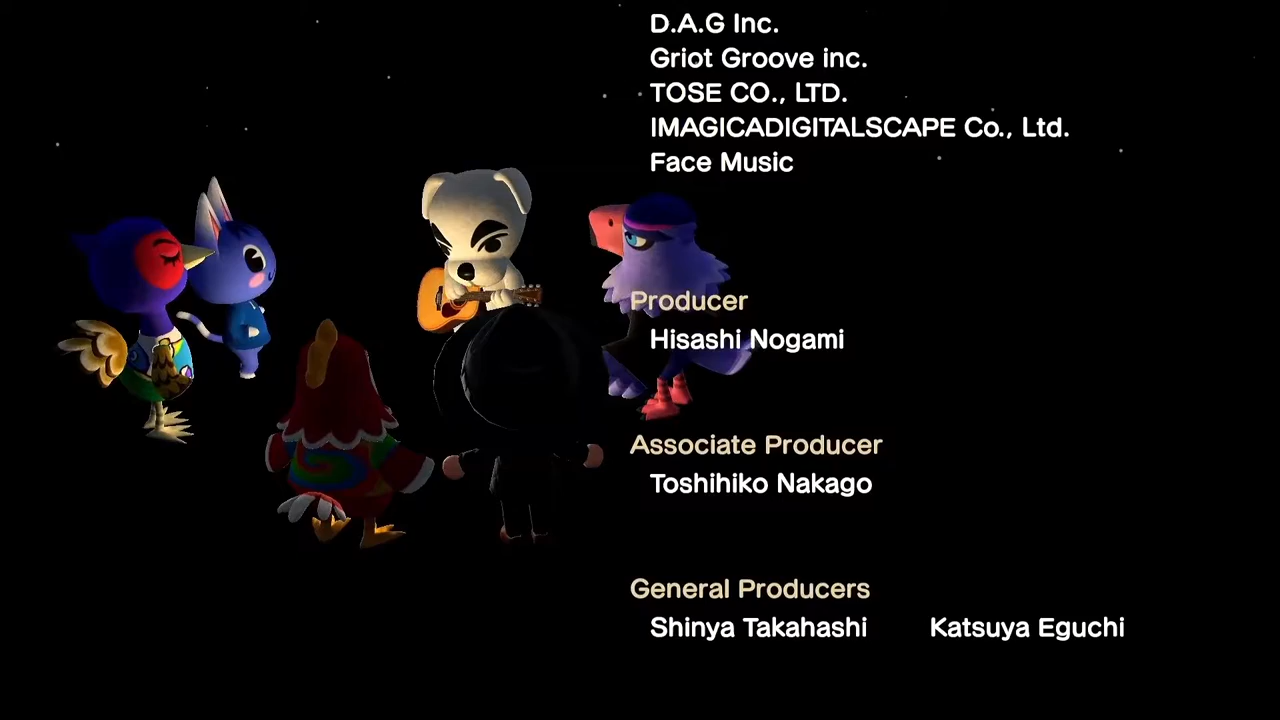 D.A.G Inc.
Griot Groove inc.
TOSE CO., LTD.
IMAGICADIGITALSCAPE Co., Ltd.
Face Music
Producer
Hisashi Nogami
Associate Producer
Toshihiko Nakago
General Producers
Shinya Takahashi Katsuya Eguchi